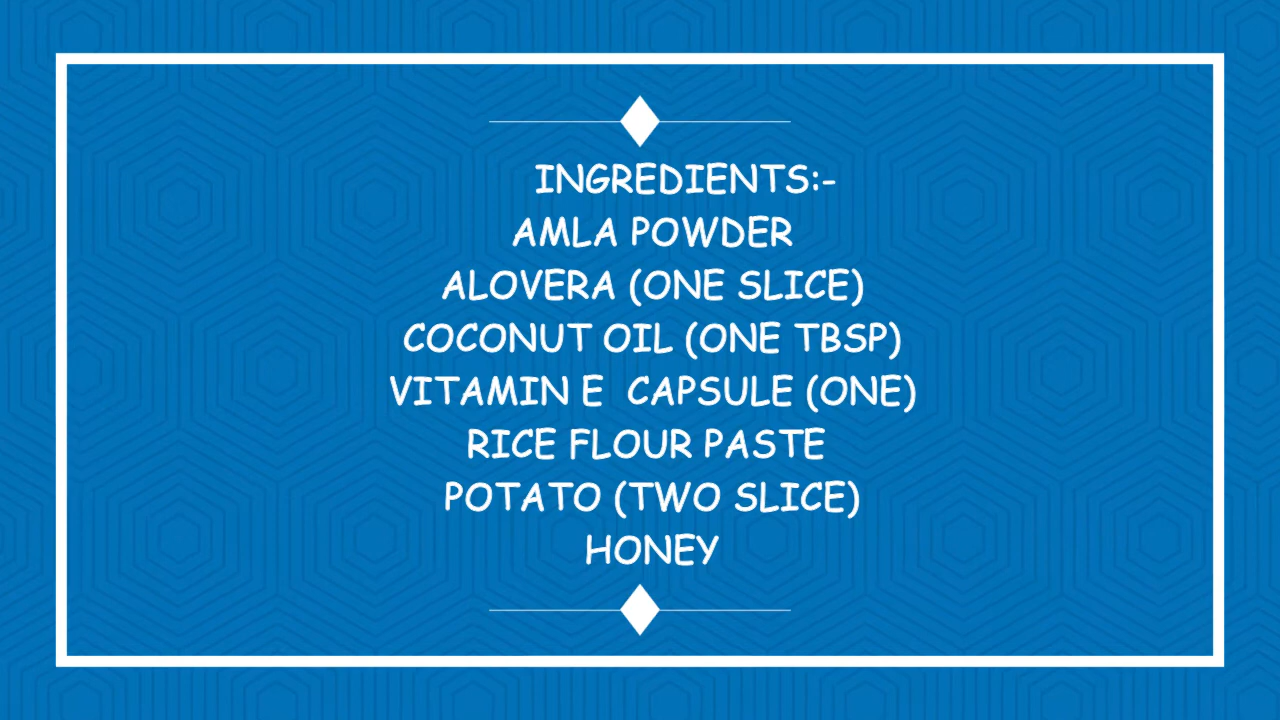 INGREDIENTS:-
AMLA POWDER
ALOVERA (ONE SLICE)
COCONUT OIL (ONE TBSP)
VITAMIN E  CAPSULE (ONE)
RICE FLOUR PASTE
POTATO (TWO SLICE)
HONEY